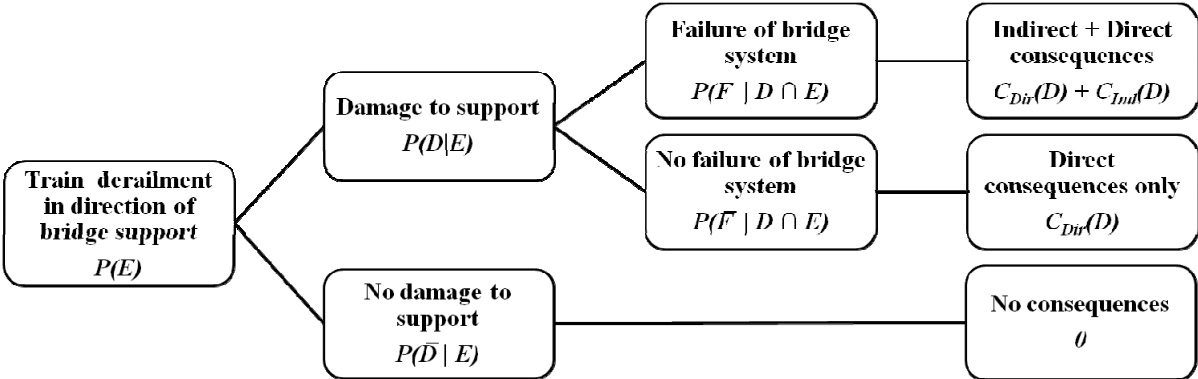 Train derailment
in direction of
bridge support
P(E)
Damage to support
P(D|E)
No damage to
support
P(D̅ | E)
Failure of bridge
system
P(F | D ∩ E)
No failure of bridge
system
P(F̅ | D ∩ E)
Indirect + Direct
consequences
C_Dir(D) + C_Ind(D)
Direct
consequences only
C_Dir(D)
No consequences
0